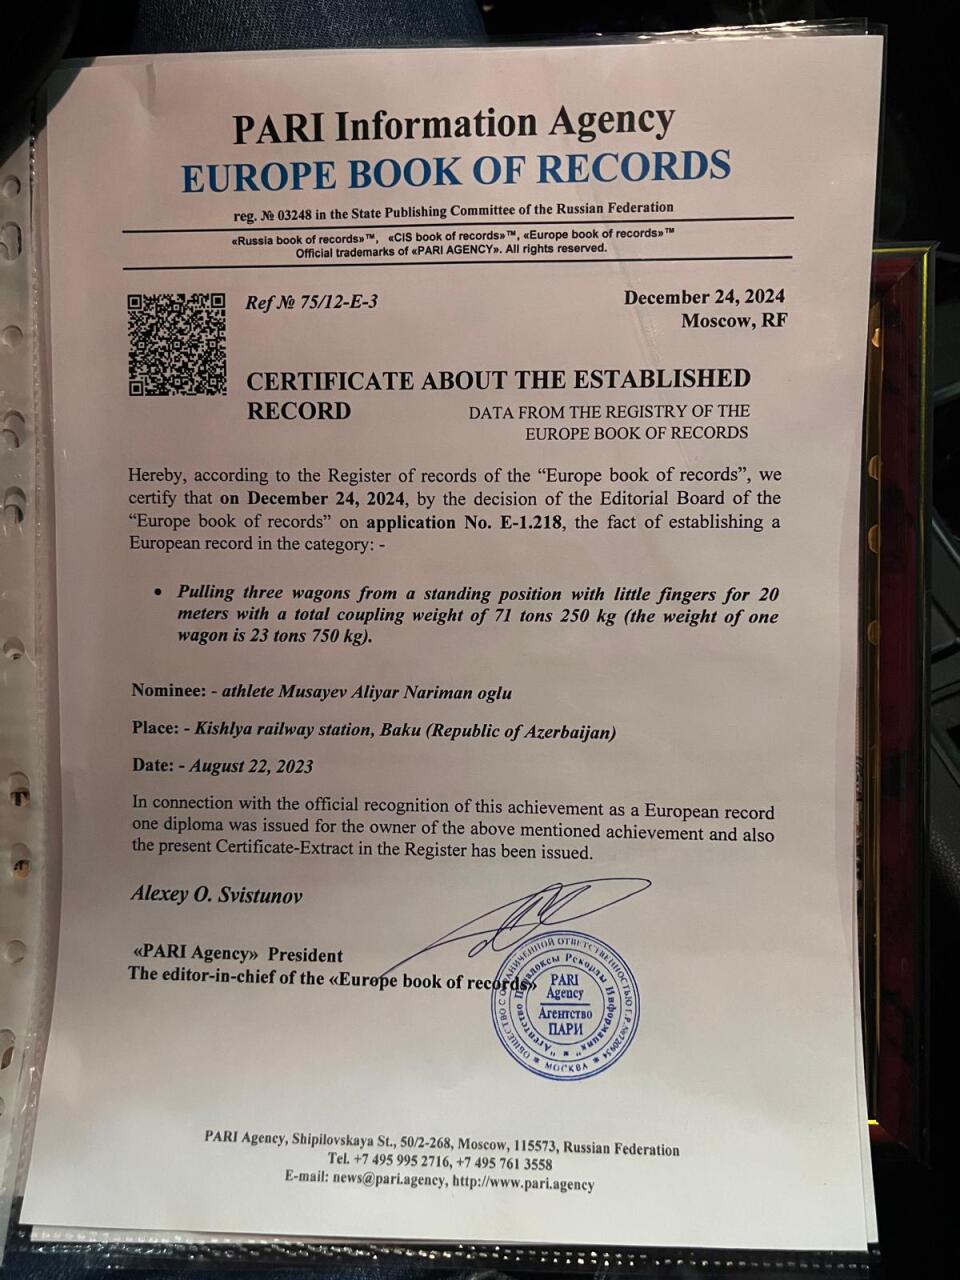 PARI Information Agency
EUROPE BOOK OF RECORDS
reg. № 03248 in the State Publishing Committee of the Russian Federation
«Russia book of records»™, «CIS book of records»™, «Europe book of records»™
Official trademarks of «PARI AGENCY». All rights reserved.
Ref № 75/12-E-3
December 24, 2024
Moscow, RF
CERTIFICATE ABOUT THE ESTABLISHED
RECORD
DATA FROM THE REGISTRY OF THE
EUROPE BOOK OF RECORDS
Hereby, according to the Register of records of the “Europe book of records”, we
certify that on December 24, 2024, by the decision of the Editorial Board of the
“Europe book of records” on application No. E-1.218, the fact of establishing a
European record in the category: -
• Pulling three wagons from a standing position with little fingers for 20
meters with a total coupling weight of 71 tons 250 kg (the weight of one
wagon is 23 tons 750 kg).
Nominee: - athlete Musayev Aliyar Nariman oglu
Place: - Kishlya railway station, Baku (Republic of Azerbaijan)
Date: - August 22, 2023
In connection with the official recognition of this achievement as a European record
one diploma was issued for the owner of the above mentioned achievement and also
the present Certificate-Extract in the Register has been issued.
Alexey O. Svistunov
«PARI Agency» President
The editor-in-chief of the «Europe book of records»
ОБЩЕСТВО С ОГРАНИЧЕННОЙ ОТВЕТСТВЕННОСТЬЮ
* МОСКВА *
"Агентство Парадоксы Рекорды Информация"
PARI
Agency
Агентство
ПАРИ
PARI Agency, Shipilovskaya St., 50/2-268, Moscow, 115573, Russian Federation
Tel. +7 495 995 2716, +7 495 761 3558
E-mail: news@pari.agency, http://www.pari.agency